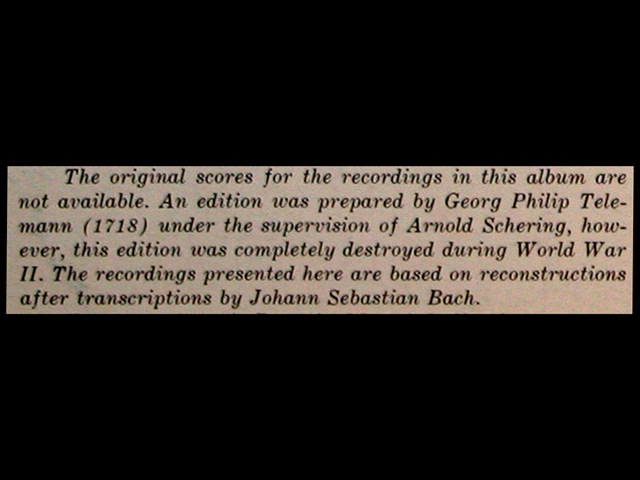 The original scores for the recordings in this album are
not available. An edition was prepared by Georg Philip Tele-
mann (1718) under the supervision of Arnold Schering, how-
ever, this edition was completely destroyed during World War
II. The recordings presented here are based on reconstructions
after transcriptions by Johann Sebastian Bach.